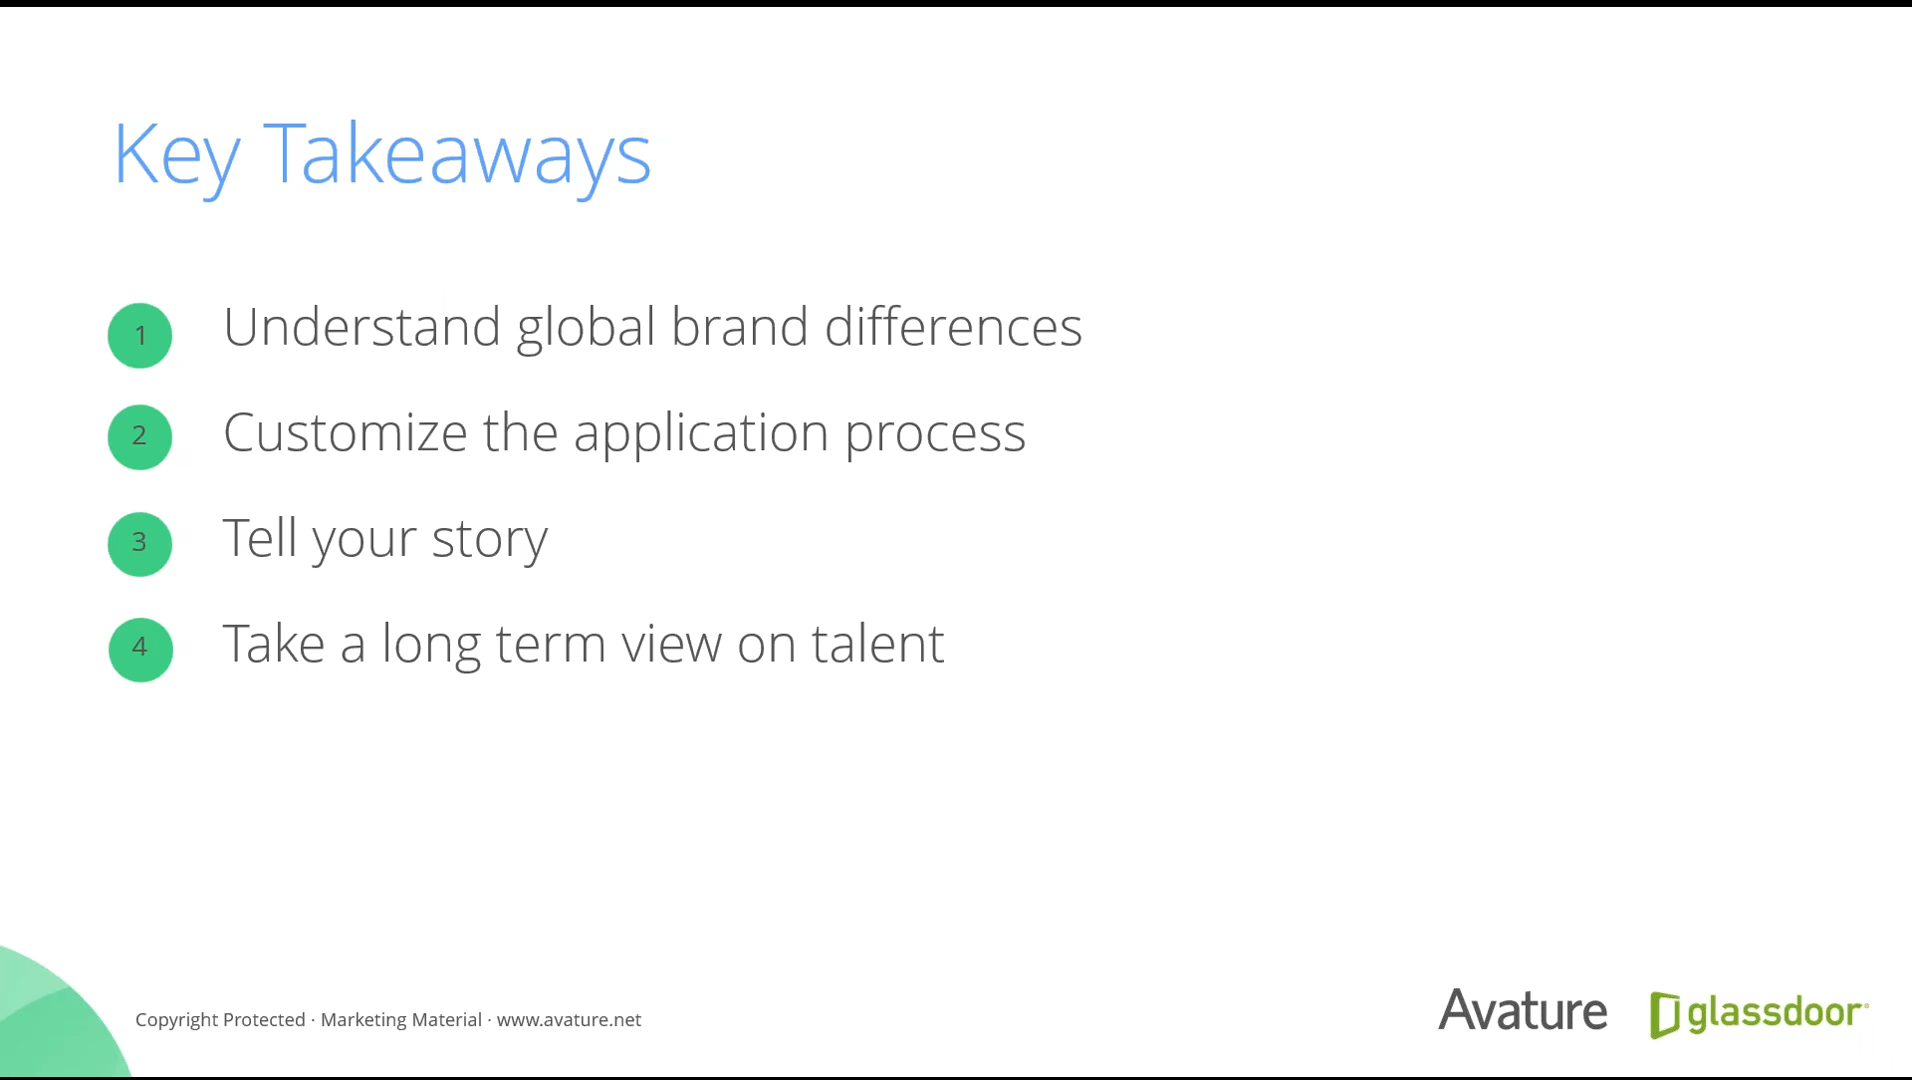 Key Takeaways
1 Understand global brand differences
2 Customize the application process
3 Tell your story
4 Take a long term view on talent
Copyright Protected · Marketing Material · www.avature.net
Avature glassdoor